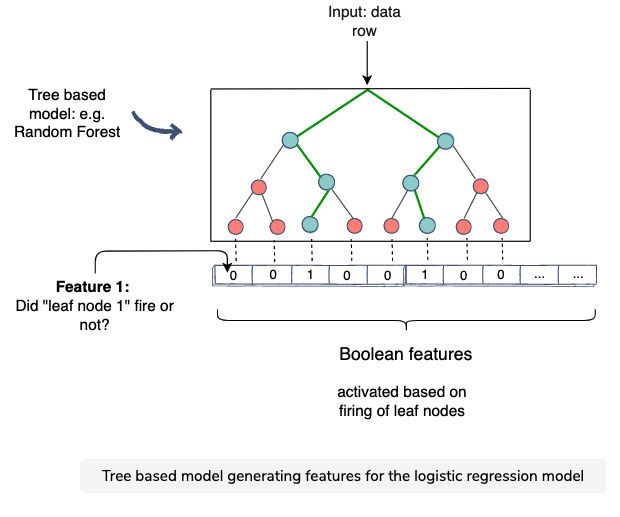 Input: data
row
Tree based
model: e.g.
Random Forest
Feature 1:
Did "leaf node 1" fire or
not?
0 0 1 0 0 1 0 0 ... ...
Boolean features
activated based on
firing of leaf nodes
Tree based model generating features for the logistic regression model